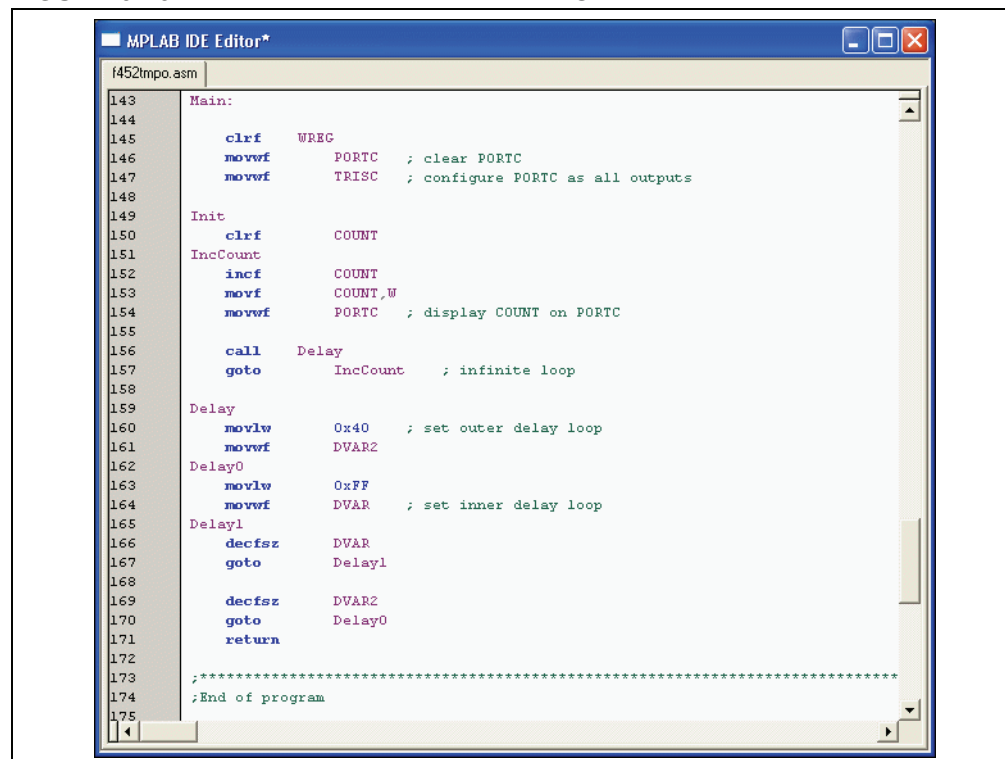 MPLAB IDE Editor*
f452tmpo.asm
143 Main:
144
145 clrf WREG
146 movwf PORTC ; clear PORTC
147 movwf TRISC ; configure PORTC as all outputs
148
149 Init
150 clrf COUNT
151 IncCount
152 incf COUNT
153 movf COUNT,W
154 movwf PORTC ; display COUNT on PORTC
155
156 call Delay
157 goto IncCount ; infinite loop
158
159 Delay
160 movlw 0x40 ; set outer delay loop
161 movwf DVAR2
162 Delay0
163 movlw 0xFF
164 movwf DVAR ; set inner delay loop
165 Delay1
166 decfsz DVAR
167 goto Delay1
168
169 decfsz DVAR2
170 goto Delay0
171 return
172
173 ;******************************************************************************
174 ;End of program
175